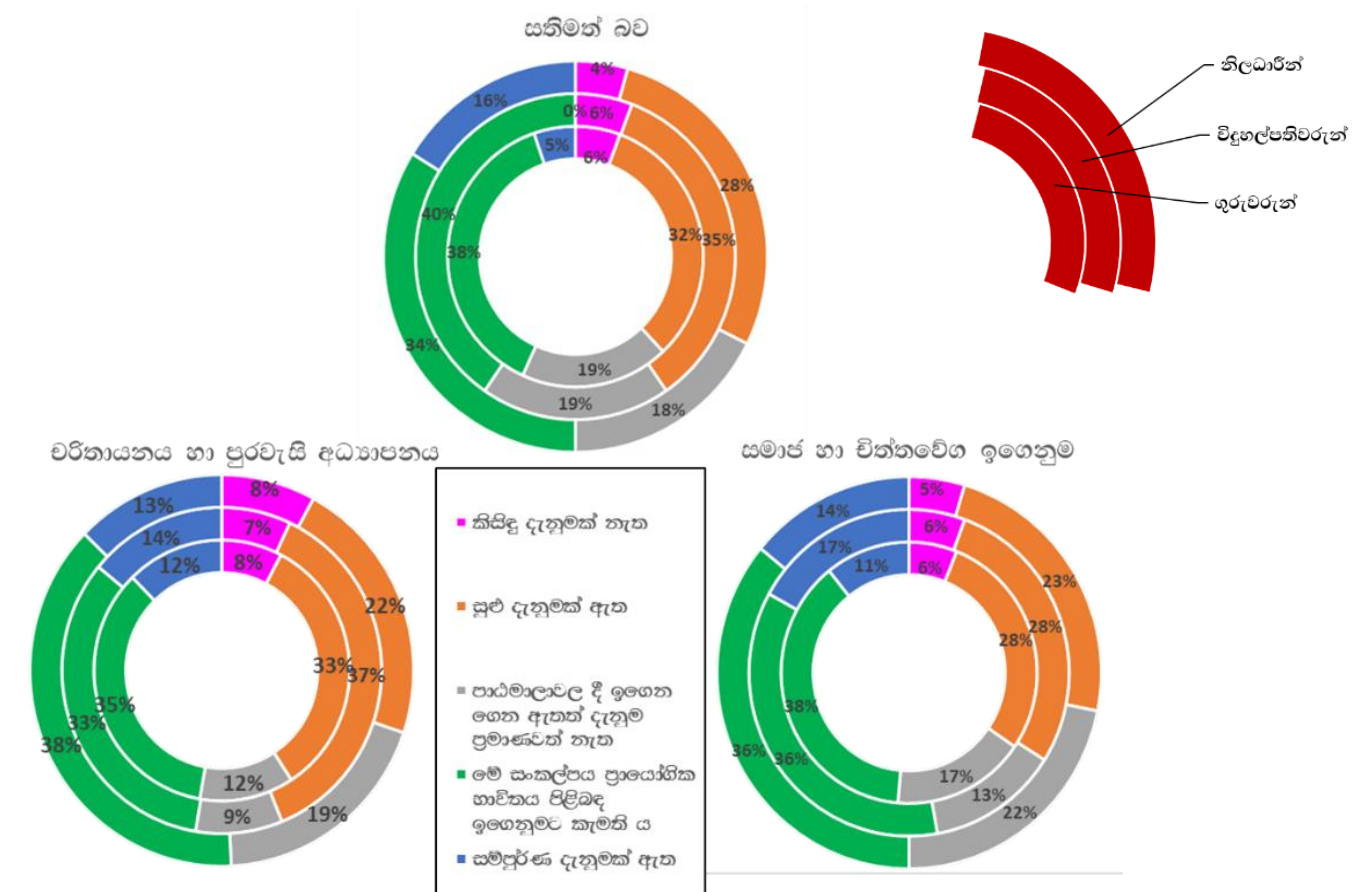 සතිමත් බව
4%
16%
0% 6%
5%
6%
28%
40%
32% 35%
38%
34%
19%
19%
18%
නිලධාරීන්
විදුහල්පතිවරුන්
ගුරුවරුන්
චරිතායනය හා පුරවැසි අධ්‍යාපනය
8%
13%
7%
14%
12%
8%
22%
33%
37%
35%
33%
38%
12%
9%
19%
කිසිඳු දැනුමක් නැත
සුළු දැනුමක් ඇත
පාඨමාලාවල දී ඉගෙන
ගෙන ඇතත් දැනුම
ප්‍රමාණවත් නැත
මේ සංකල්පය ප්‍රායෝගික
භාවිතය පිළිබඳ
ඉගෙනුමට කැමති ය
සම්පූර්ණ දැනුමක් ඇත
සමාජ හා චිත්තවේග ඉගෙනුම
5%
14%
6%
17%
11%
6%
23%
28%
28%
38%
36%
36%
17%
13%
22%